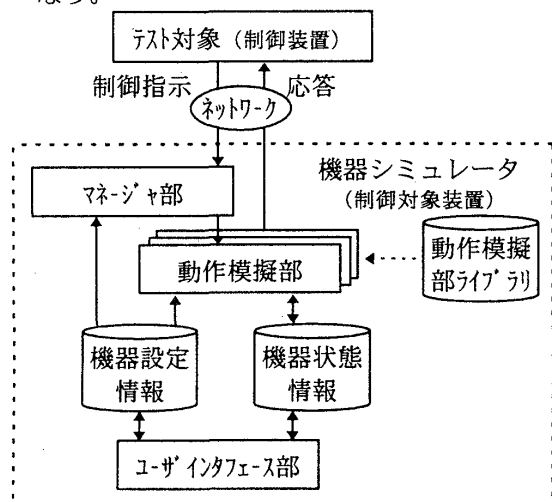 なう。
テスト対象（制御装置）
制御指示
応答
ネットワーク
機器シミュレータ
（制御対象装置）
マネージャ部
動作模擬部
動作模擬
部ライブラリ
機器設定
情報
機器状態
情報
ユーザインタフェース部